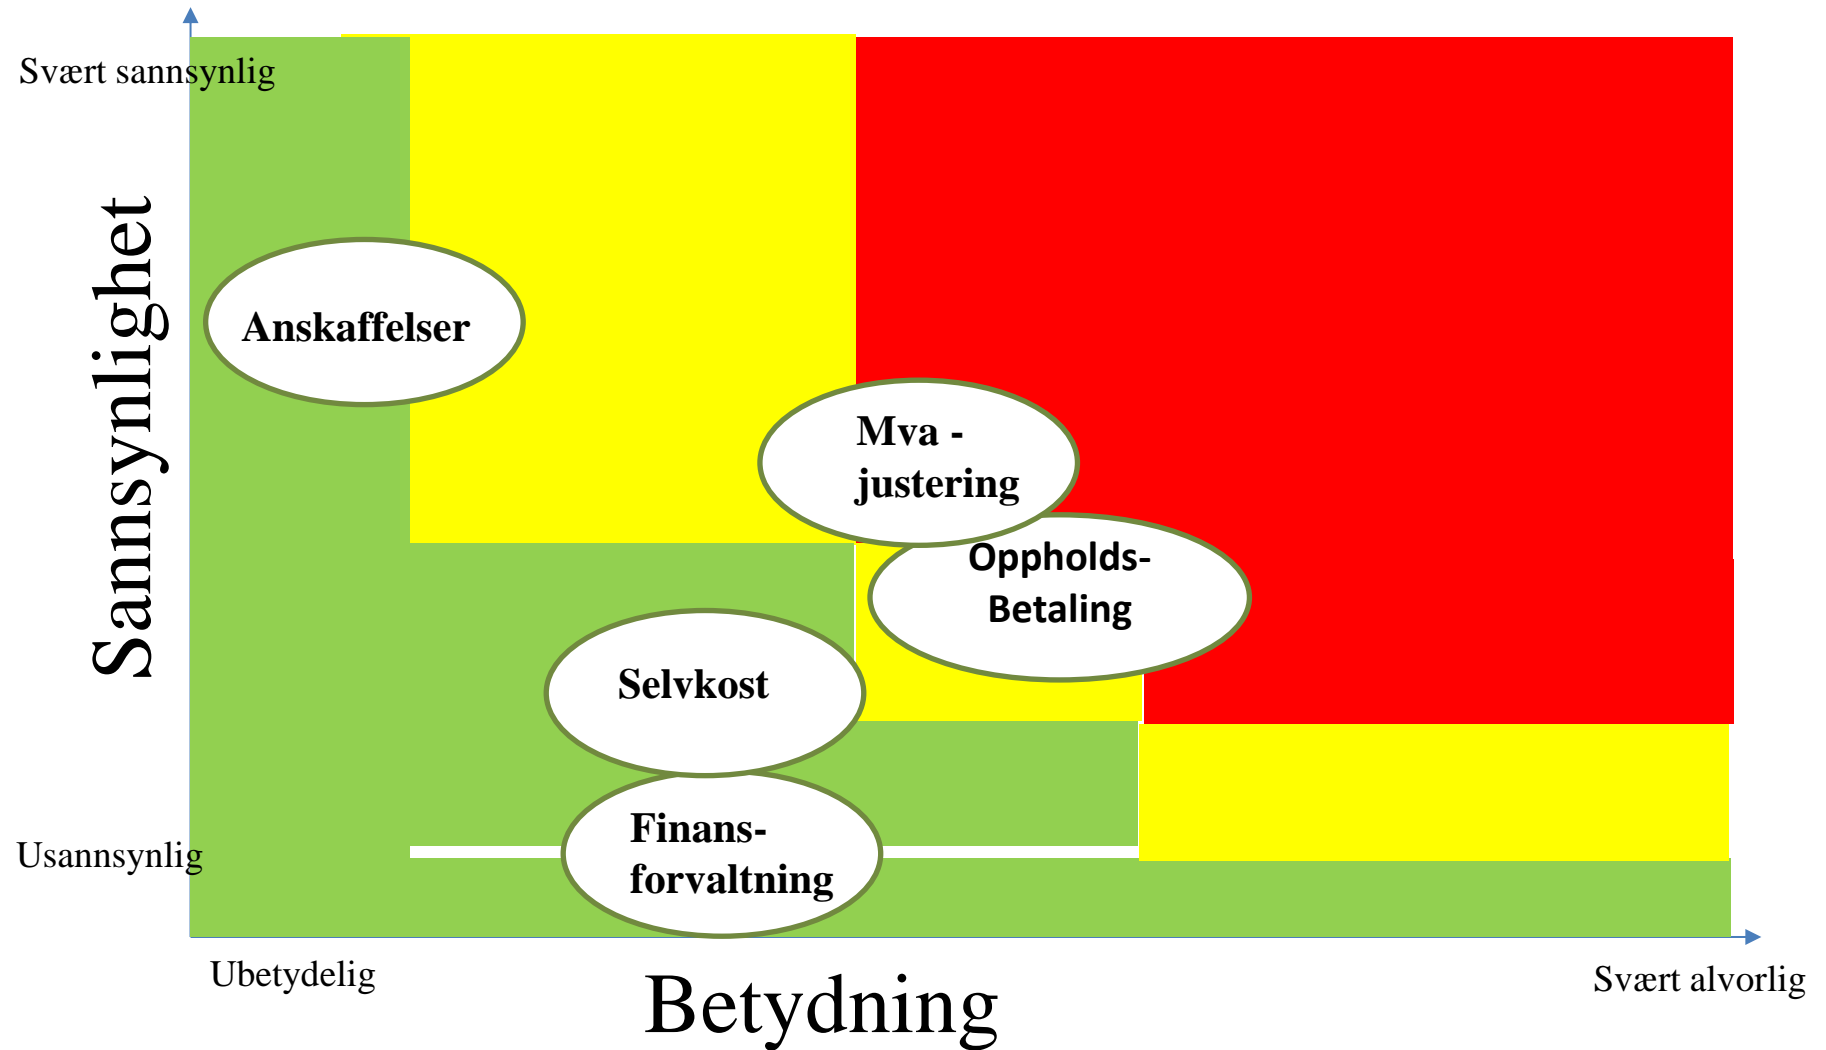 Svært sannsynlig
Sannsynlighet
Anskaffelser
Mva -
justering
Oppholds-
Betaling
Selvkost
Finans-
forvaltning
Usannsynlig
Ubetydelig
Betydning
Svært alvorlig